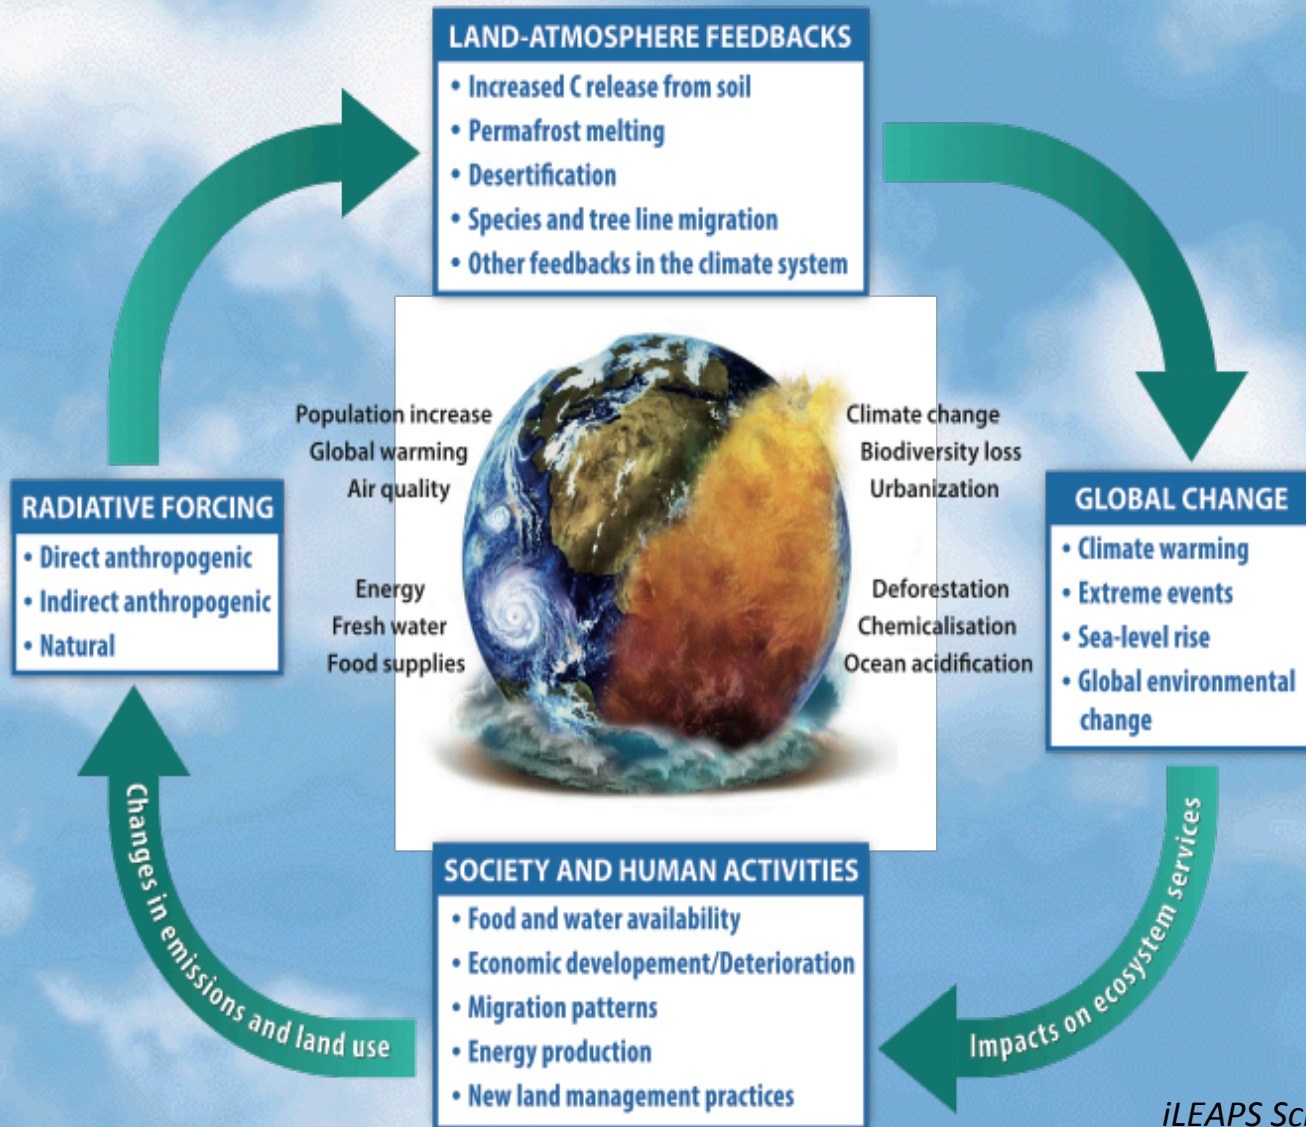 LAND-ATMOSPHERE FEEDBACKS
• Increased C release from soil
• Permafrost melting
• Desertification
• Species and tree line migration
• Other feedbacks in the climate system
Population increase
Global warming
Air quality
Energy
Fresh water
Food supplies
Climate change
Biodiversity loss
Urbanization
Deforestation
Chemicalisation
Ocean acidification
RADIATIVE FORCING
• Direct anthropogenic
• Indirect anthropogenic
• Natural
GLOBAL CHANGE
• Climate warming
• Extreme events
• Sea-level rise
• Global environmental
change
Changes in emissions and land use
Impacts on ecosystem services
SOCIETY AND HUMAN ACTIVITIES
• Food and water availability
• Economic developement/Deterioration
• Migration patterns
• Energy production
• New land management practices
iLEAPS